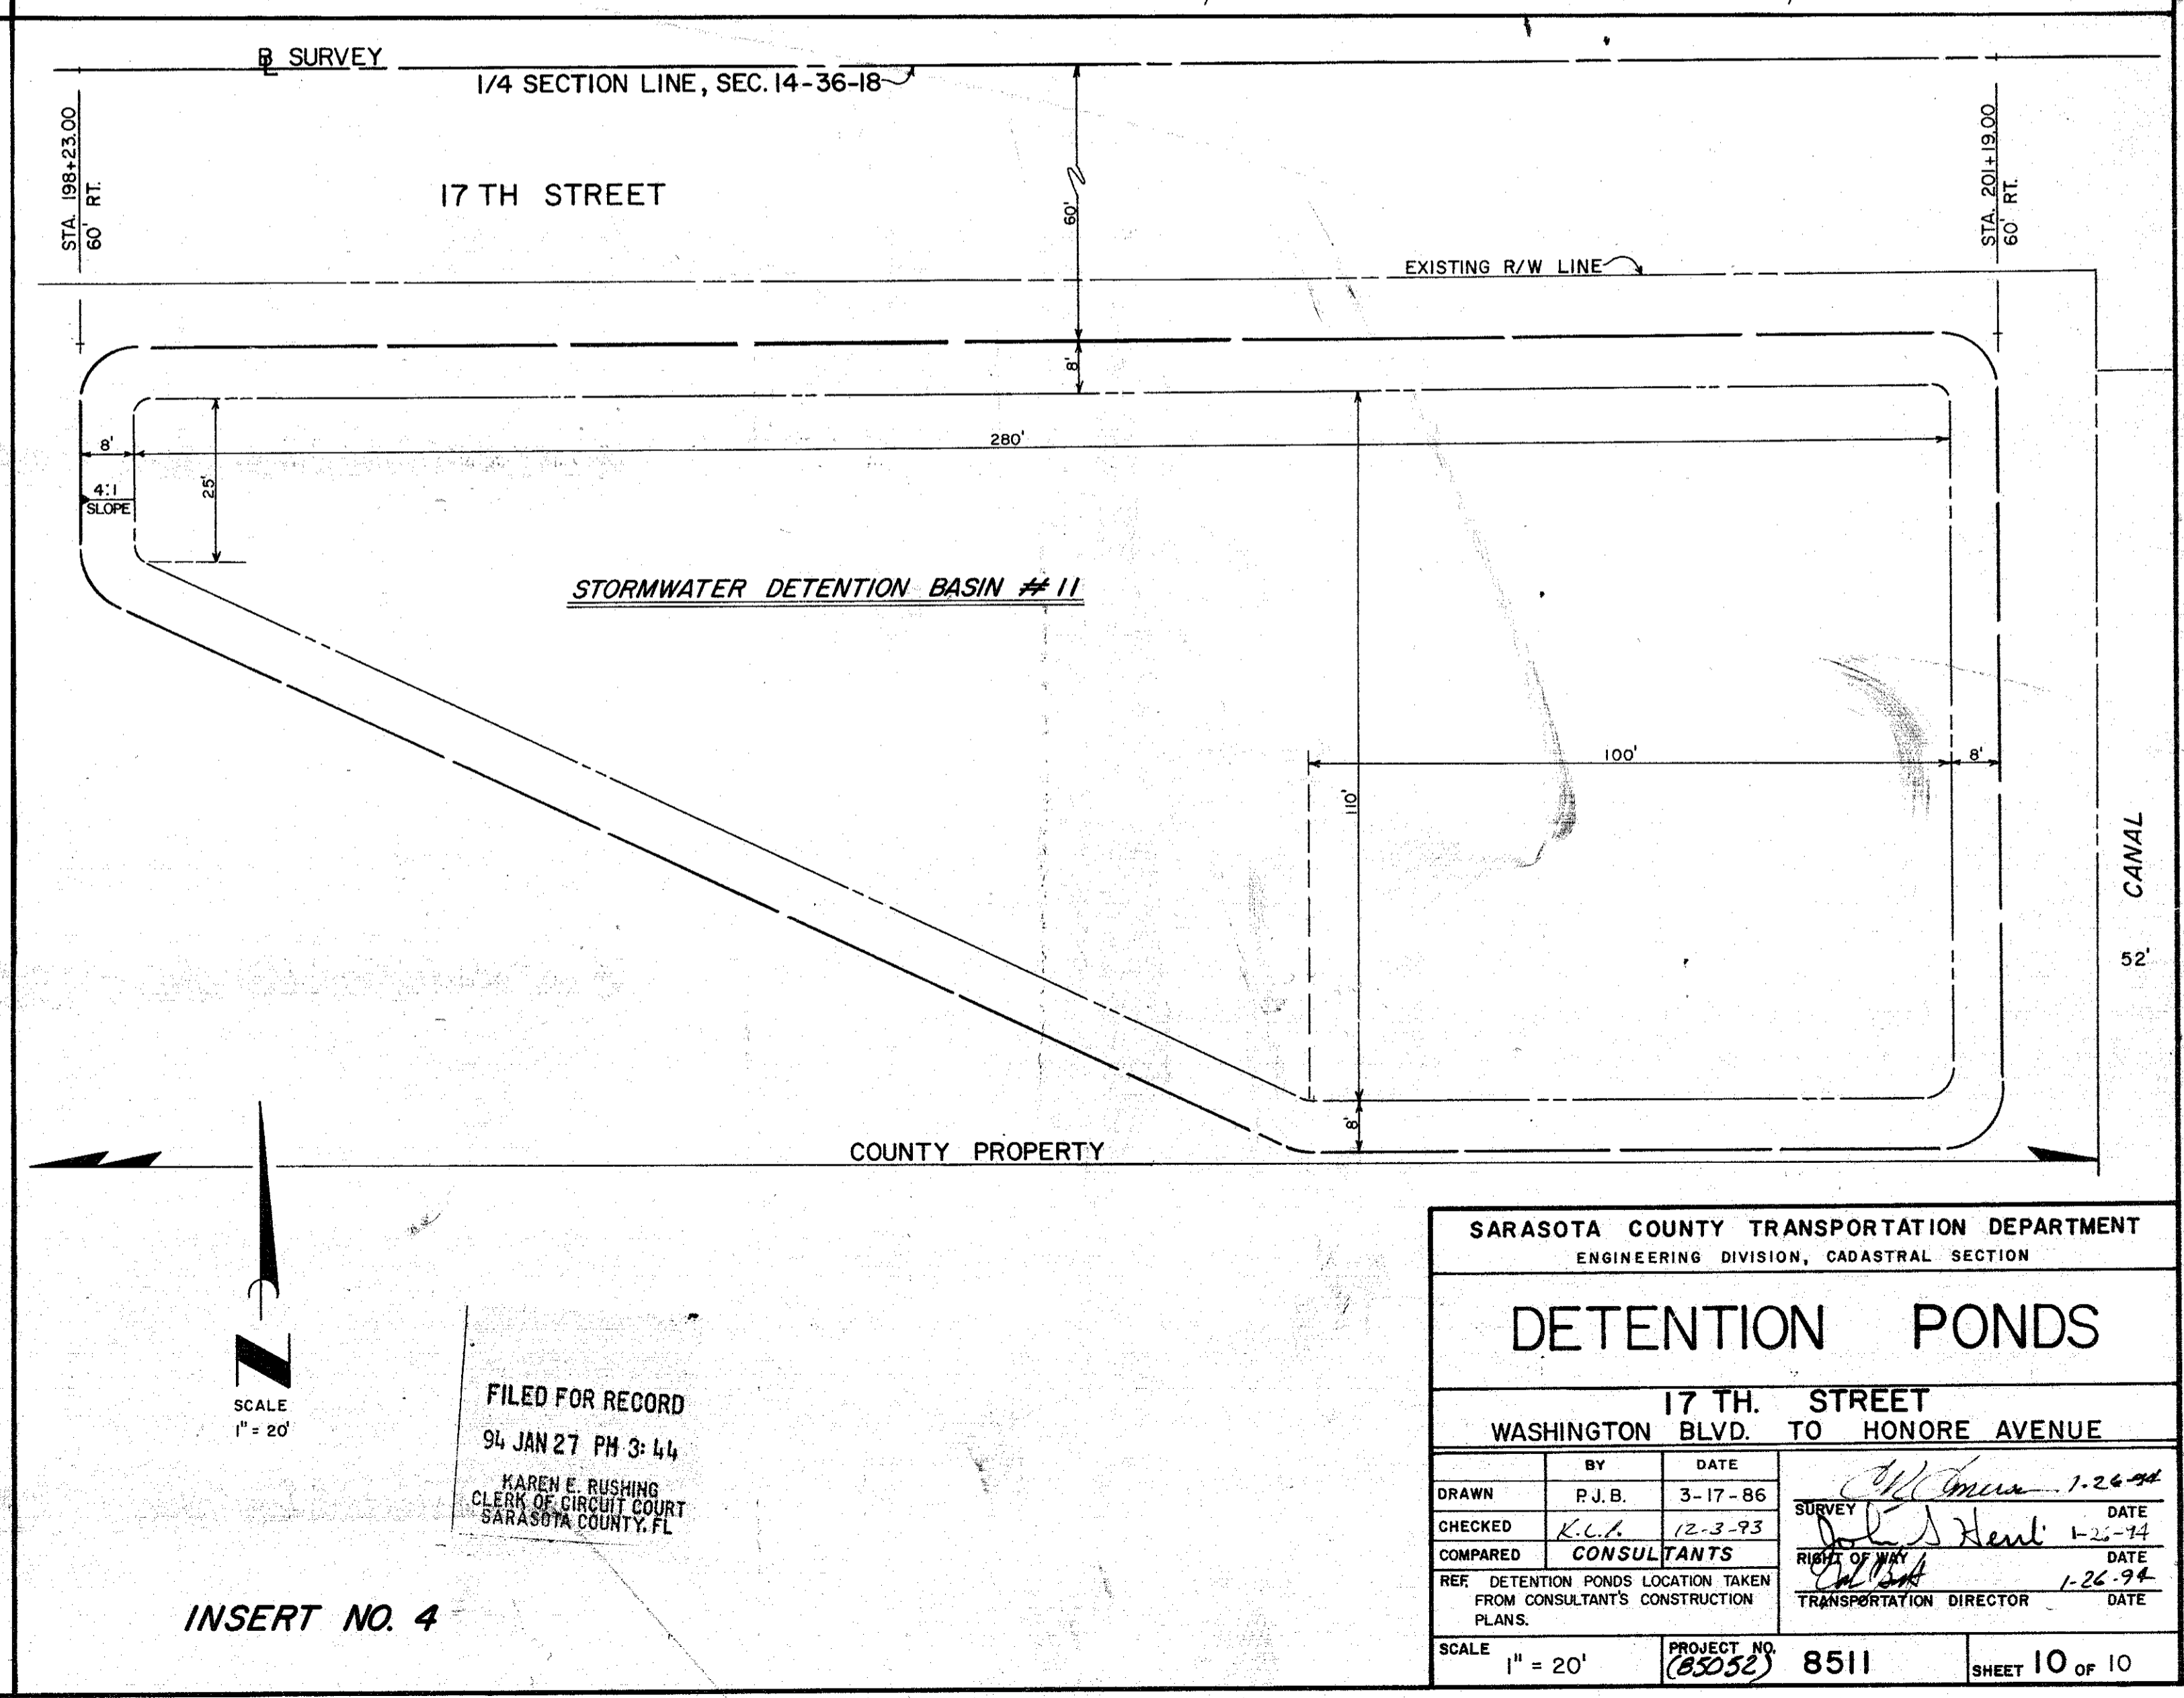 ℄ SURVEY
1/4 SECTION LINE, SEC. 14-36-18
STA. 198+23.00
60' RT.
17 TH STREET
60'
STA. 201+19.00
60' RT.
EXISTING R/W LINE
8'
8'
280'
25'
4:1
SLOPE
STORMWATER DETENTION BASIN # 11
100'
8'
110'
CANAL
52'
8'
COUNTY PROPERTY
N
SCALE
1" = 20'
FILED FOR RECORD
94 JAN 27 PM 3:44
KAREN E. RUSHING
CLERK OF CIRCUIT COURT
SARASOTA COUNTY, FL
INSERT NO. 4
SARASOTA COUNTY TRANSPORTATION DEPARTMENT
ENGINEERING DIVISION, CADASTRAL SECTION
DETENTION PONDS
17 TH. STREET
WASHINGTON BLVD. TO HONORE AVENUE
BY DATE
DRAWN P.J.B. 3-17-86
CHECKED K.L.P. 12-3-93
COMPARED CONSULTANTS
REF. DETENTION PONDS LOCATION TAKEN
FROM CONSULTANT'S CONSTRUCTION
PLANS.
1-26-94
SURVEY DATE
John S 1-26-94
RIGHT OF WAY DATE
1-26-94
TRANSPORTATION DIRECTOR DATE
SCALE 1" = 20'
PROJECT NO. (85052) 8511
SHEET 10 OF 10